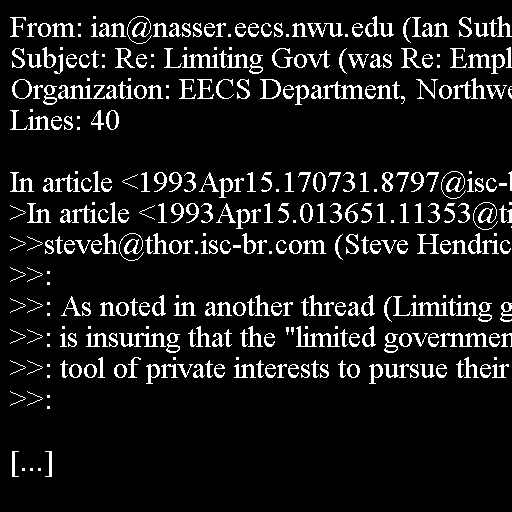 From: ian@nasser.eecs.nwu.edu (Ian Suth
Subject: Re: Limiting Govt (was Re: Empl
Organization: EECS Department, Northwe
Lines: 40

In article <1993Apr15.170731.8797@isc-b
>In article <1993Apr15.013651.11353@ti
>>steveh@thor.isc-br.com (Steve Hendric
>>:
>>: As noted in another thread (Limiting g
>>: is insuring that the "limited governmen
>>: tool of private interests to pursue their
>>:

[...]